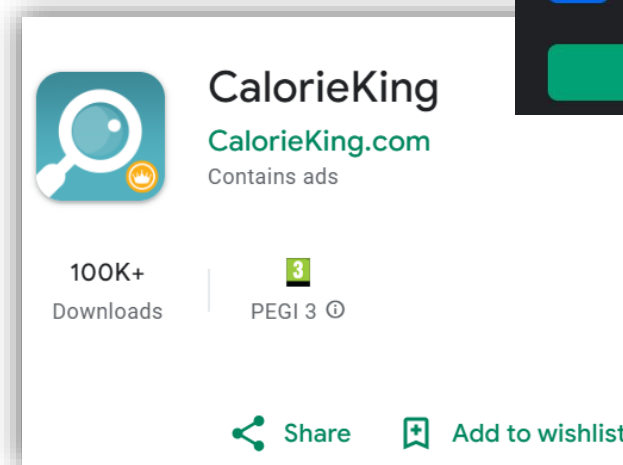 CalorieKing
CalorieKing.com
Contains ads
100K+
Downloads
3
PEGI 3
Share
Add to wishlist